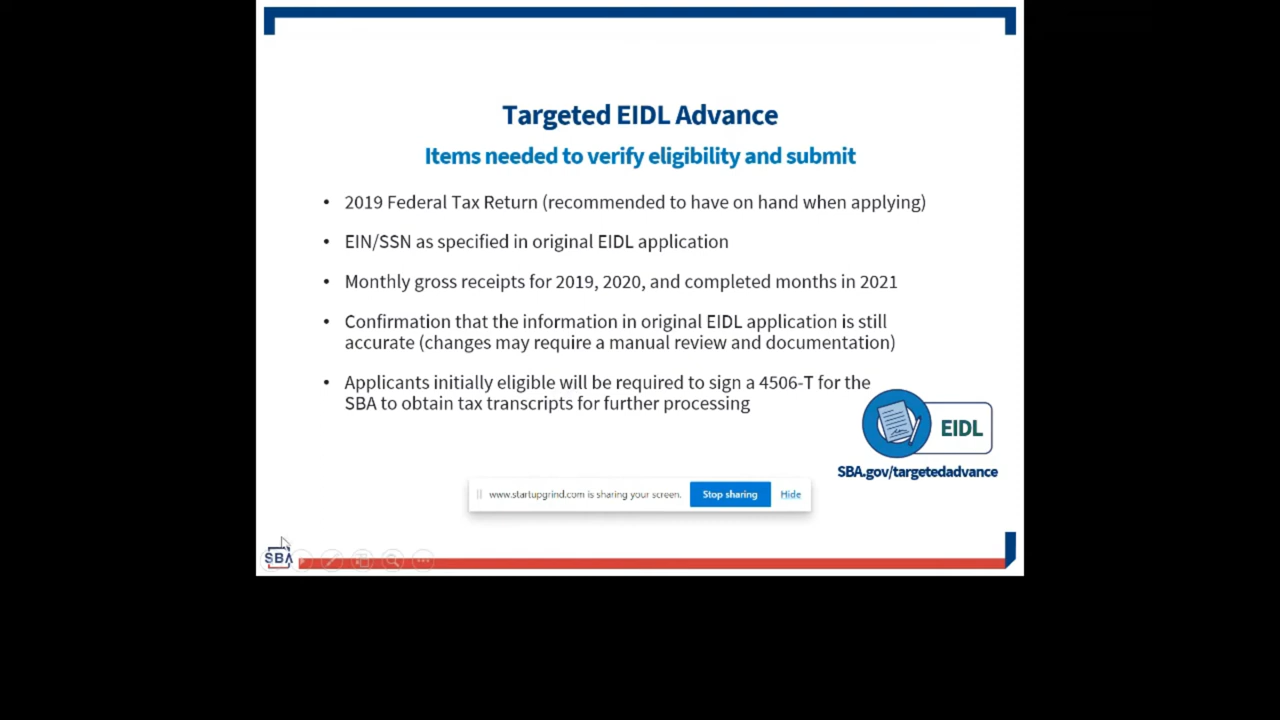 Targeted EIDL Advance
Items needed to verify eligibility and submit
• 2019 Federal Tax Return (recommended to have on hand when applying)
• EIN/SSN as specified in original EIDL application
• Monthly gross receipts for 2019, 2020, and completed months in 2021
• Confirmation that the information in original EIDL application is still
accurate (changes may require a manual review and documentation)
• Applicants initially eligible will be required to sign a 4506-T for the
SBA to obtain tax transcripts for further processing
EIDL
SBA.gov/targetedadvance
www.startupgrind.com is sharing your screen. Stop sharing Hide
SBA